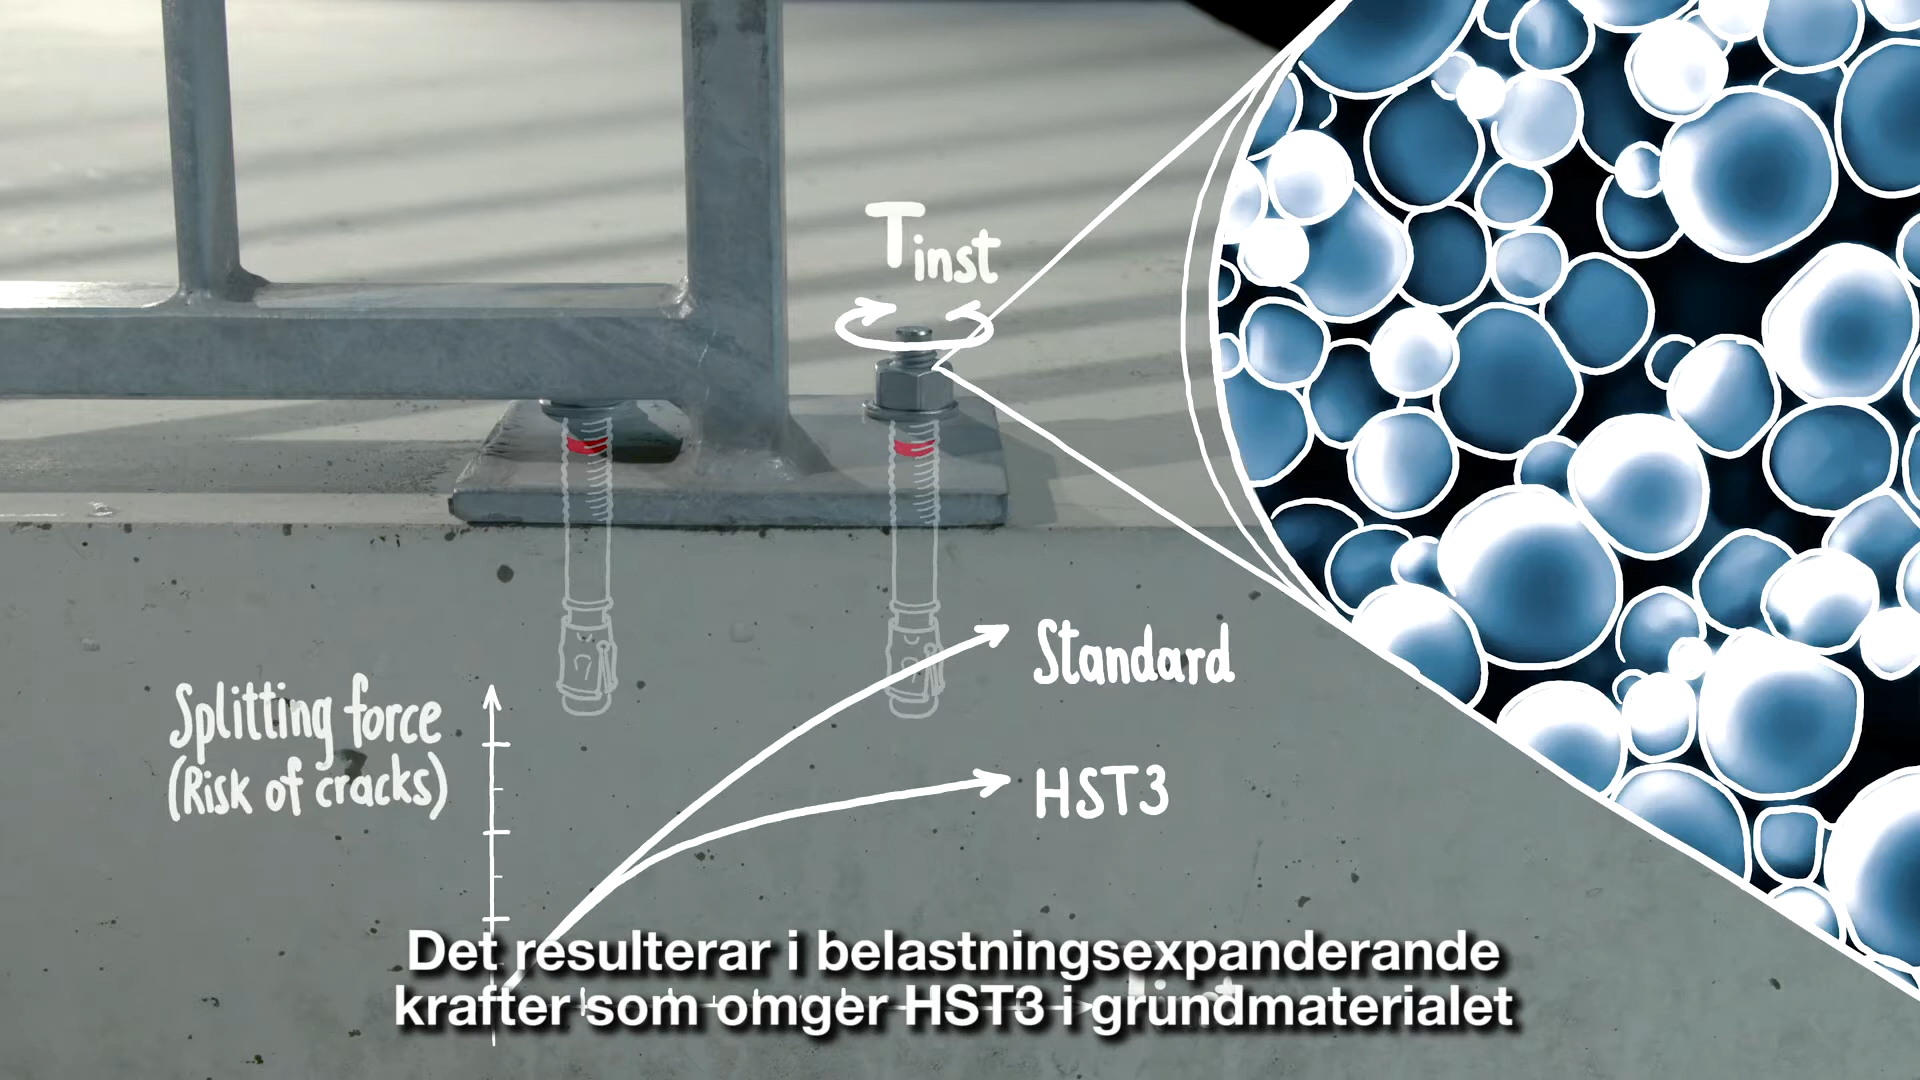 Tinst
Standard
Splitting force
(Risk of cracks)
HST3
Det resulterar i belastningsexpanderande
krafter som omger HST3 i grundmaterialet